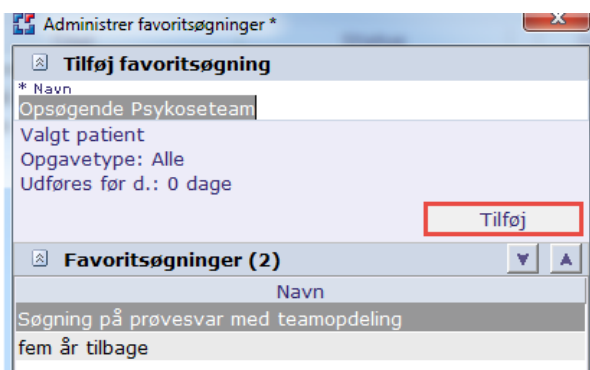 Administrer favoritsøgninger *
Tilføj favoritsøgning
* Navn
Opsøgende Psykoseteam
Valgt patient
Opgavetype: Alle
Udføres før d.: 0 dage
Tilføj
Favoritsøgninger (2)
Navn
Søgning på prøvesvar med teamopdeling
fem år tilbage